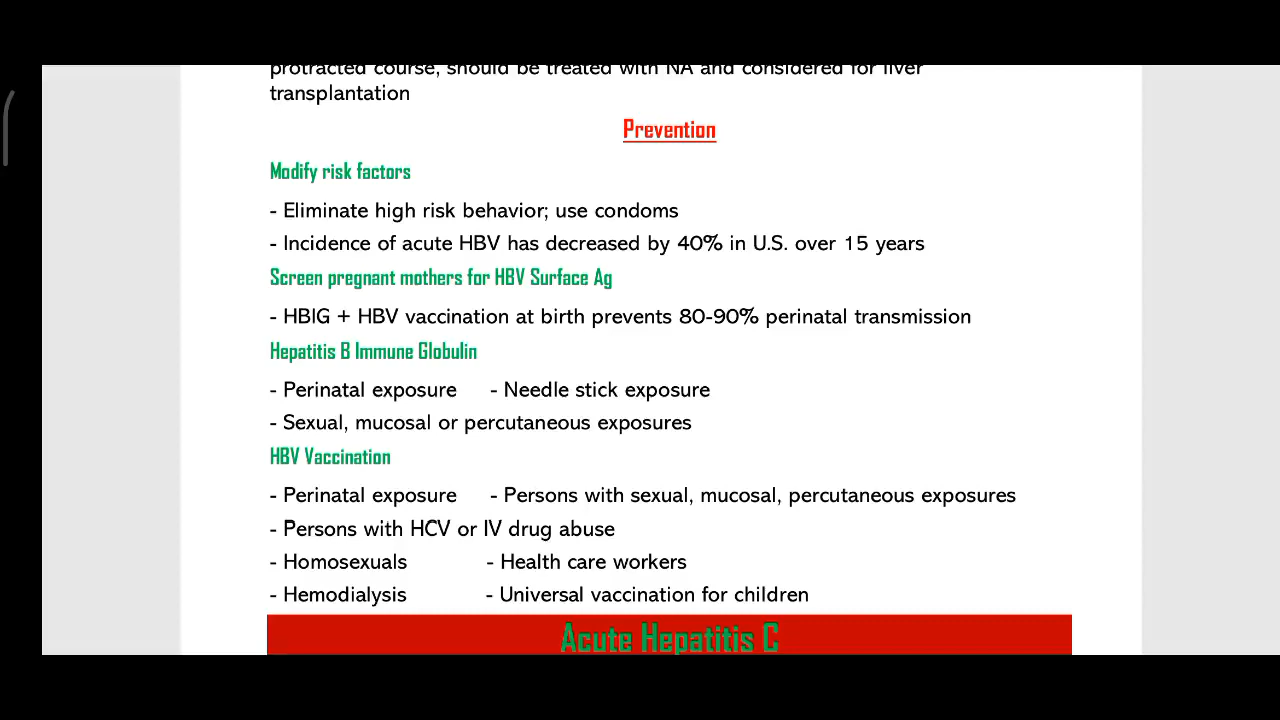 protracted course, should be treated with NA and considered for liver
transplantation
Prevention
Modify risk factors
- Eliminate high risk behavior; use condoms
- Incidence of acute HBV has decreased by 40% in U.S. over 15 years
Screen pregnant mothers for HBV Surface Ag
- HBIG + HBV vaccination at birth prevents 80-90% perinatal transmission
Hepatitis B Immune Globulin
- Perinatal exposure - Needle stick exposure
- Sexual, mucosal or percutaneous exposures
HBV Vaccination
- Perinatal exposure - Persons with sexual, mucosal, percutaneous exposures
- Persons with HCV or IV drug abuse
- Homosexuals - Health care workers
- Hemodialysis - Universal vaccination for children
Acute Hepatitis C